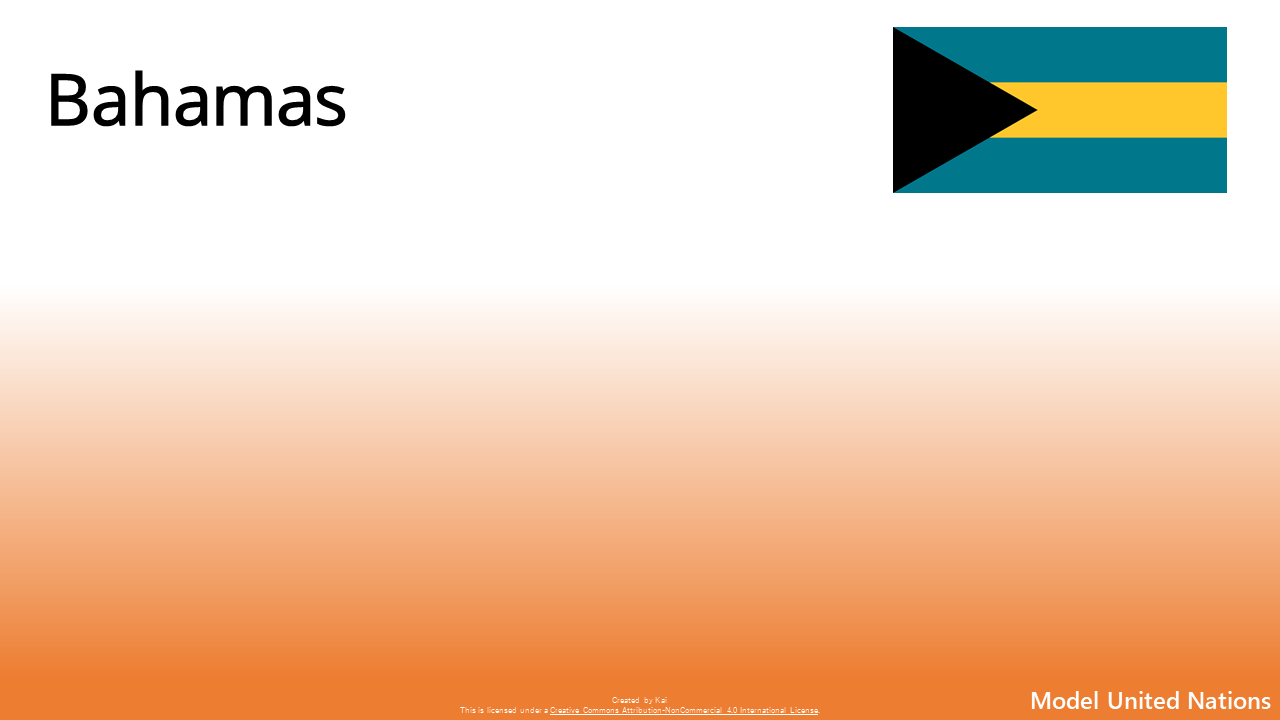 Bahamas
Created by Kai
This is licensed under a Creative Commons Attribution-NonCommercial 4.0 International License.
Model United Nations